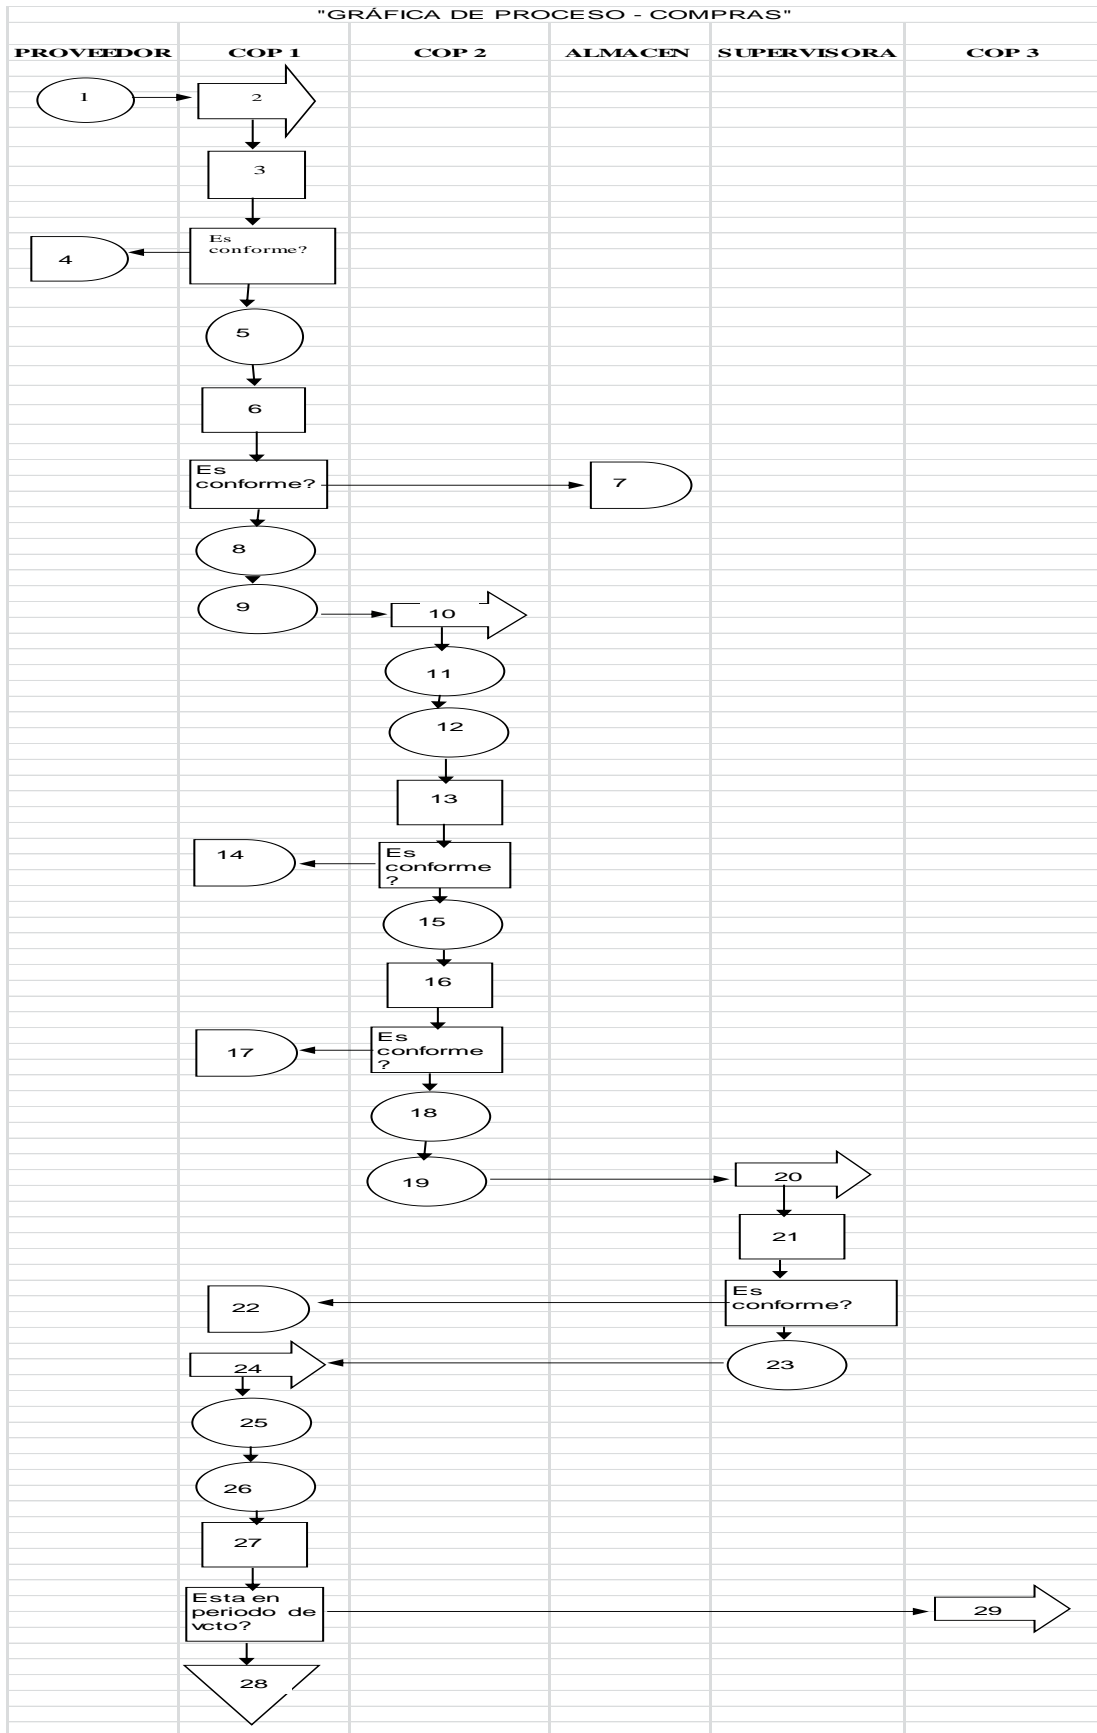 "GRÁFICA DE PROCESO - COMPRAS"
PROVEEDOR COP 1 COP 2 ALMACEN SUPERVISORA COP 3
1 2
3
Es
conforme?
4
5
6
Es
conforme?
7
8
9 10
11
12
13
14 Es
conforme
?
15
16
17 Es
conforme
?
18
19 20
21
22 Es
conforme?
24 23
25
26
27
Esta en
periodo de
vcto?
29
28